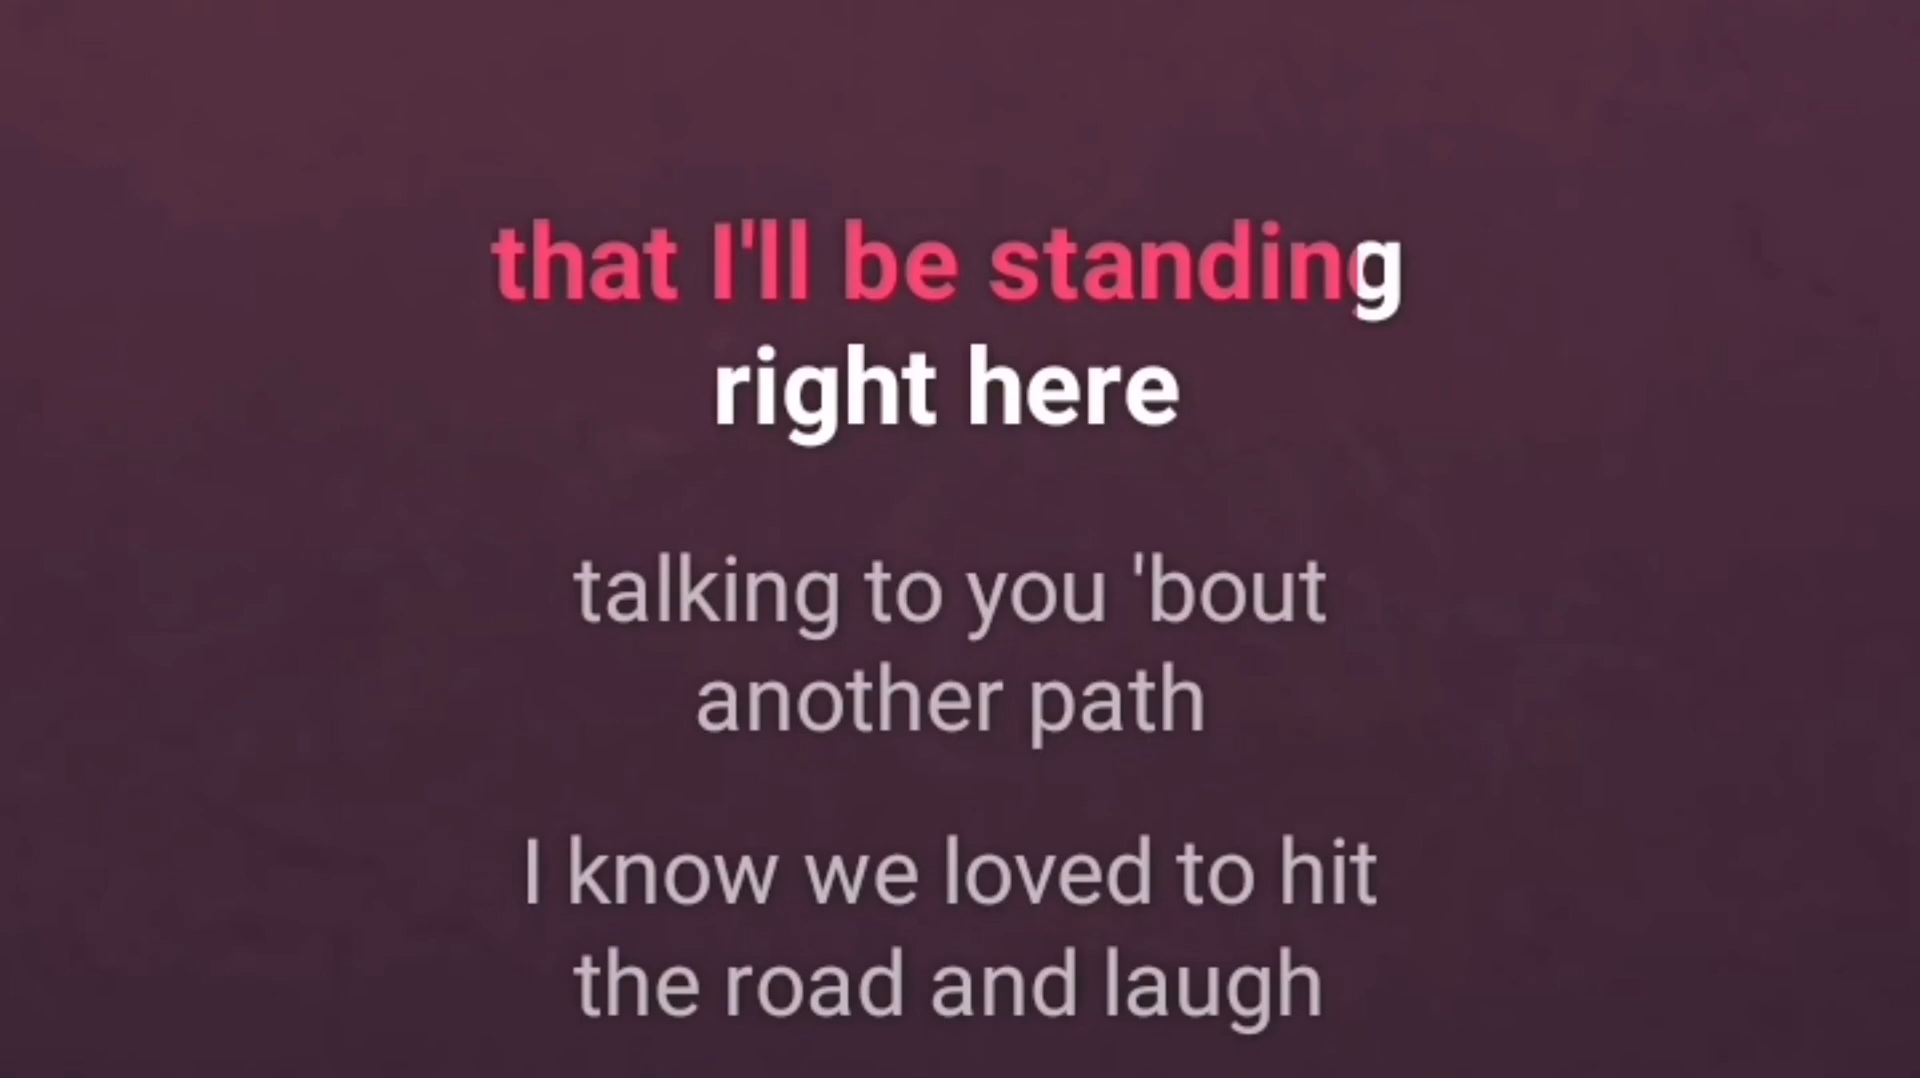 that I'll be standing
right here
talking to you 'bout
another path
I know we loved to hit
the road and laugh